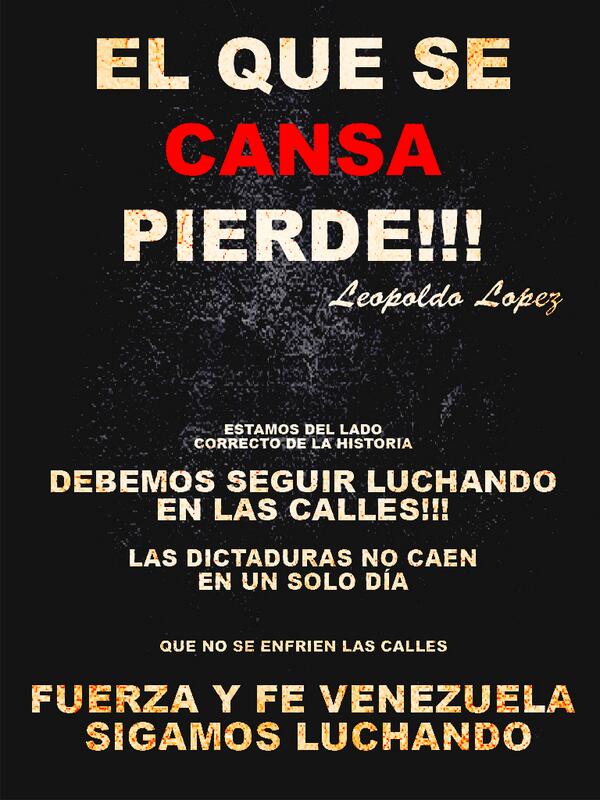 EL QUE SE
CANSA
PIERDE!!!
Leopoldo Lopez
ESTAMOS DEL LADO
CORRECTO DE LA HISTORIA
DEBEMOS SEGUIR LUCHANDO
EN LAS CALLES!!!
LAS DICTADURAS NO CAEN
EN UN SOLO DÍA
QUE NO SE ENFRIEN LAS CALLES
FUERZA Y FE VENEZUELA
SIGAMOS LUCHANDO